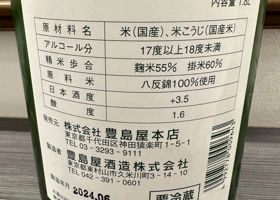 内容量 1.8L
原材料名 米(国産)、米こうじ(国産米)
アルコール分 17度以上18度未満
精米歩合 麹米55% 掛米60%
原料米 八反錦100%使用
日本酒度 +3.5
酸度 1.6
発売元 株式会社 豊島屋本店
東京都千代田区神田猿楽町1-5-1
TEL 03-3293-9111
製造者 豊島屋酒造株式会社
東京都東村山市久米川町3-14-10
TEL 042-391-0601
製造年月 2024.06
要冷蔵